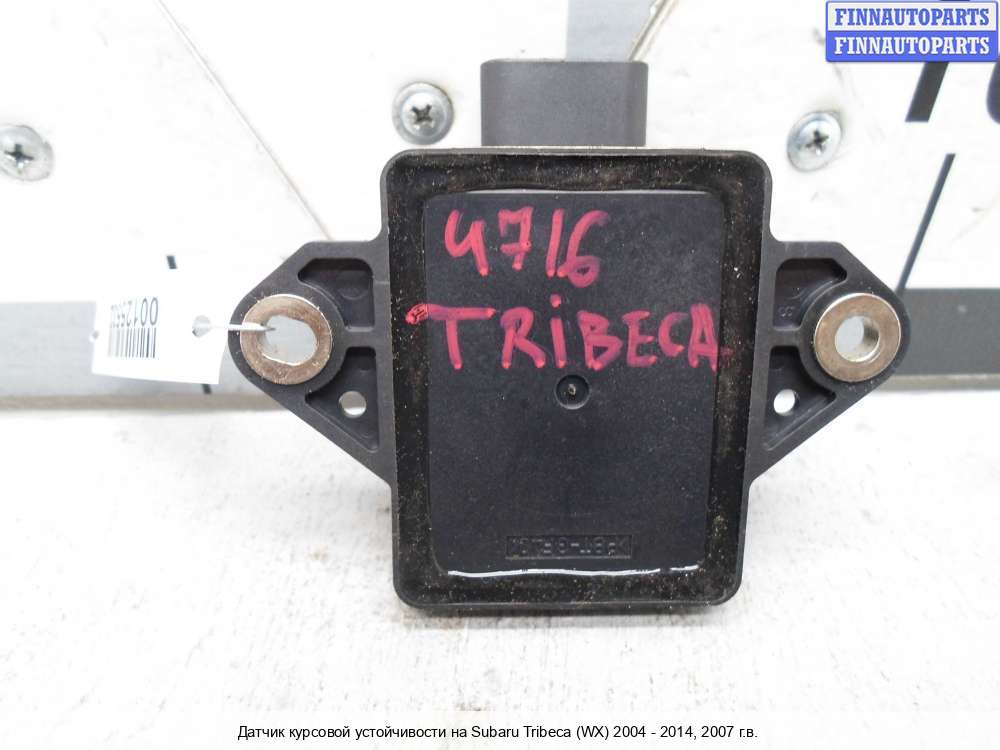 FINNAUTOPARTS
FINNAUTOPARTS
4716
TRIBECA
Датчик курсовой устойчивости на Subaru Tribeca (WX) 2004 - 2014, 2007 г.в.